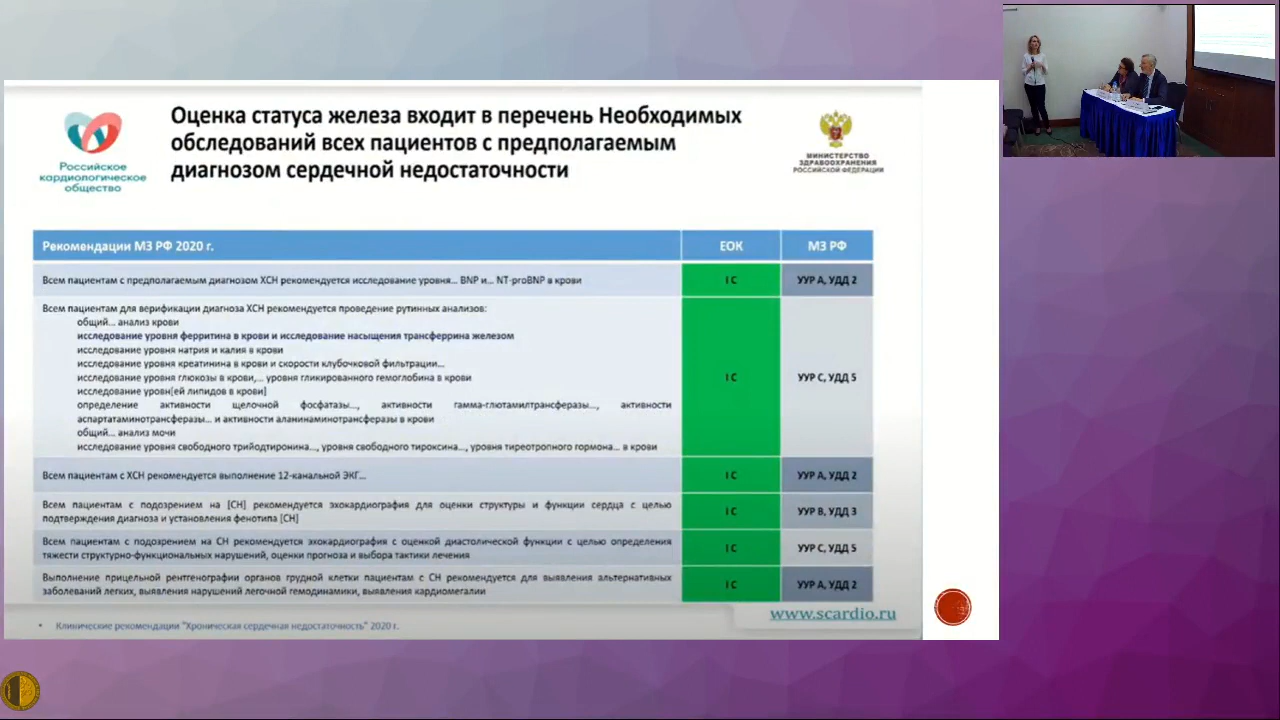 Оценка статуса железа входит в перечень Необходимых
обследований всех пациентов с предполагаемым
диагнозом сердечной недостаточности
Российское
кардиологическое
общество
МИНИСТЕРСТВО
ЗДРАВООХРАНЕНИЯ
РОССИЙСКОЙ ФЕДЕРАЦИИ
Рекомендации МЗ РФ 2020 г. ЕОК МЗ РФ
Всем пациентам с предполагаемым диагнозом ХСН рекомендуется исследование уровня... BNP и... NT-proBNP в крови I C УУР А, УДД 2
Всем пациентам для верификации диагноза ХСН рекомендуется проведение рутинных анализов:
общий... анализ крови
исследование уровня ферритина в крови и исследование насыщения трансферрина железом
исследование уровня натрия и калия в крови
исследование уровня креатинина в крови и скорости клубочковой фильтрации...
исследование уровня глюкозы в крови,... уровня гликированного гемоглобина в крови
исследование уровн[ей липидов в крови]
определение активности щелочной фосфатазы..., активности гамма-глютамилтрансферазы..., активности
аспартатаминотрансферазы... и активности аланинаминотрансферазы в крови
общий... анализ мочи
исследование уровня свободного трийодтиронина..., уровня свободного тироксина..., уровня тиреотропного гормона... в крови
I C УУР С, УДД 5
Всем пациентам с ХСН рекомендуется выполнение 12-канальной ЭКГ... I C УУР А, УДД 2
Всем пациентам с подозрением на [СН] рекомендуется эхокардиография для оценки структуры и функции сердца с целью
подтверждения диагноза и установления фенотипа [СН]
I C УУР В, УДД 3
Всем пациентам с подозрением на СН рекомендуется эхокардиография с оценкой диастолической функции с целью определения
тяжести структурно-функциональных нарушений, оценки прогноза и выбора тактики лечения
I C УУР С, УДД 5
Выполнение прицельной рентгенографии органов грудной клетки пациентам с СН рекомендуется для выявления альтернативных
заболеваний легких, выявления нарушений легочной гемодинамики, выявления кардиомегалии
I C УУР А, УДД 2
www.scardio.ru
• Клинические рекомендации "Хроническая сердечная недостаточность" 2020 г.